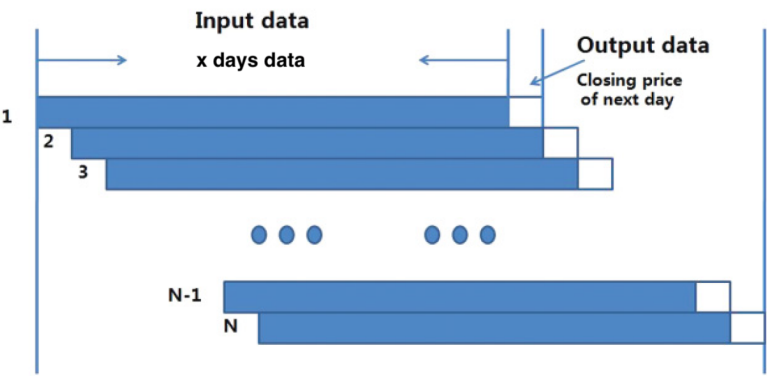 Input data
x days data
Output data
Closing price
of next day
1
2
3
N-1
N